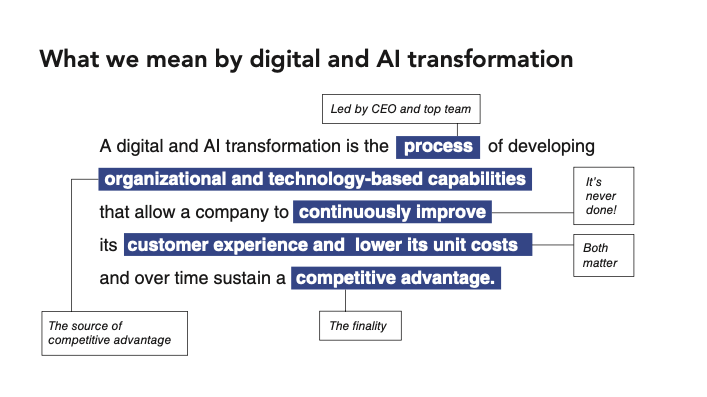 What we mean by digital and AI transformation
Led by CEO and top team
A digital and AI transformation is the process of developing
organizational and technology-based capabilities
that allow a company to continuously improve
its customer experience and lower its unit costs
and over time sustain a competitive advantage.
It's
never
done!
Both
matter
The source of
competitive advantage
The finality